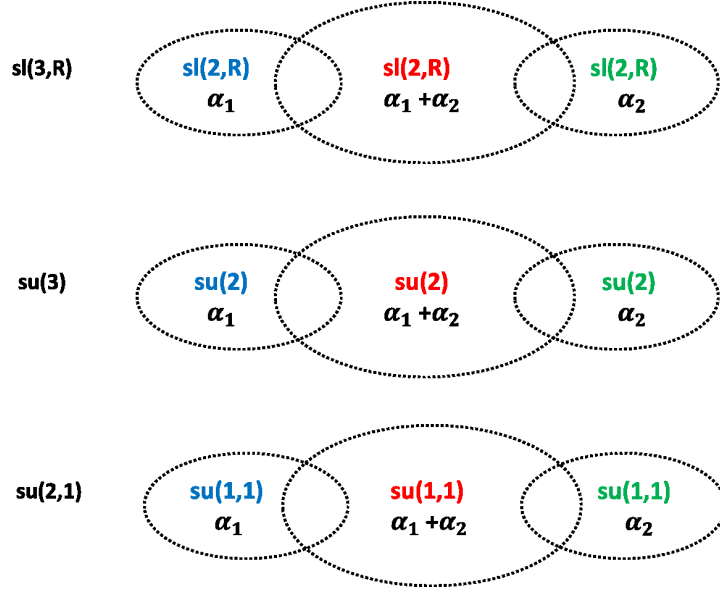 sl(3,R)
sl(2,R) sl(2,R) sl(2,R)
α₁ α₁ +α₂ α₂
su(3)
su(2) su(2) su(2)
α₁ α₁ +α₂ α₂
su(2,1)
su(1,1) su(1,1) su(1,1)
α₁ α₁ +α₂ α₂